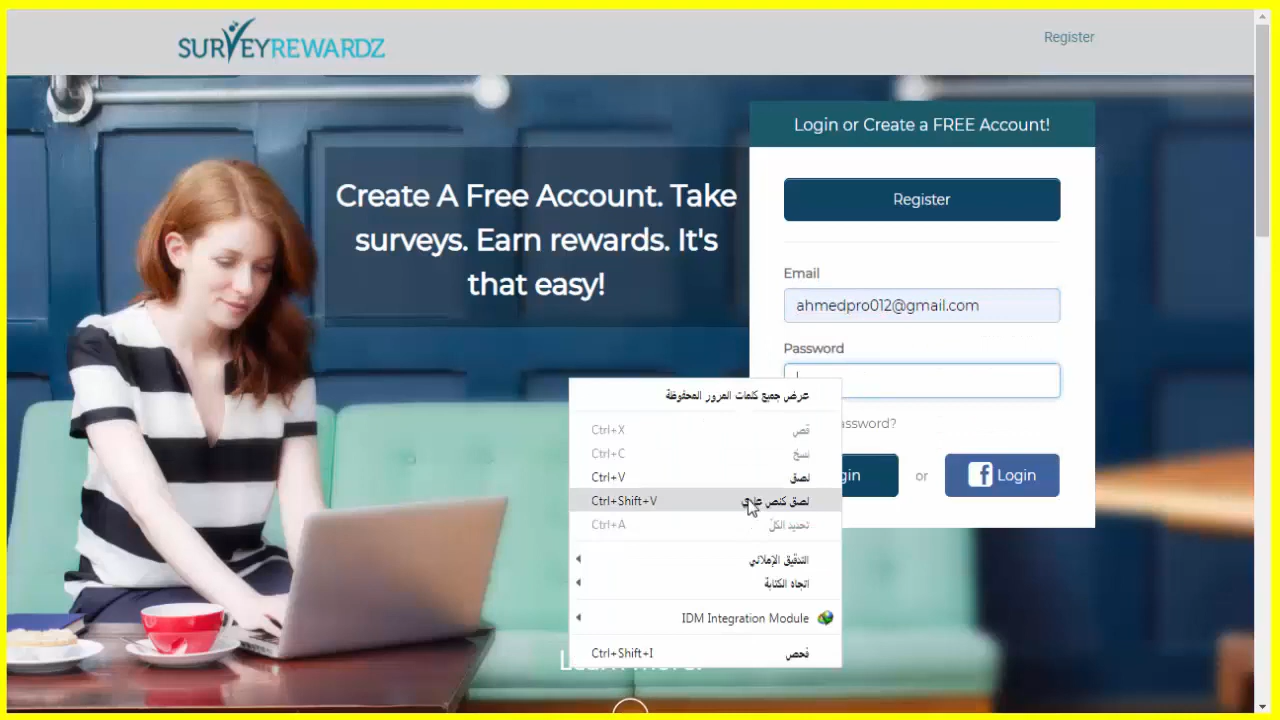 SURVEYREWARDZ
Register
Login or Create a FREE Account!
Create A Free Account. Take
surveys. Earn rewards. It's
that easy!
Register
Email
ahmedpro012@gmail.com
Password
assword?
gin
or
f Login
عرض جميع كلمات المرور المحفوظة
قص Ctrl+X
نسخ Ctrl+C
لصق Ctrl+V
لصق كنص Ctrl+Shift+V
تحديد الكلّ Ctrl+A
التدقيق الإملائي
اتجاه الكتابة
IDM Integration Module
فحص Ctrl+Shift+I